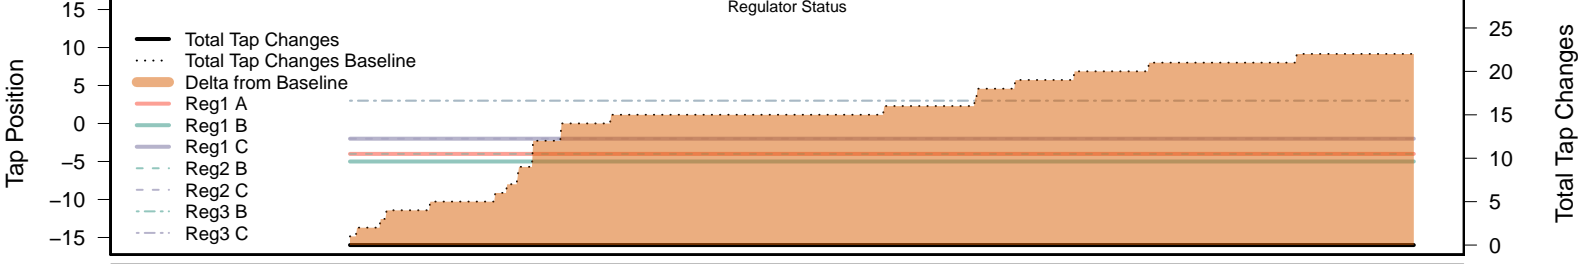 Regulator Status
Tap Position
15
10
5
0
−5
−10
−15
Total Tap Changes
Total Tap Changes Baseline
Delta from Baseline
Reg1 A
Reg1 B
Reg1 C
Reg2 B
Reg2 C
Reg3 B
Reg3 C
25
20
15
10
5
0
Total Tap Changes